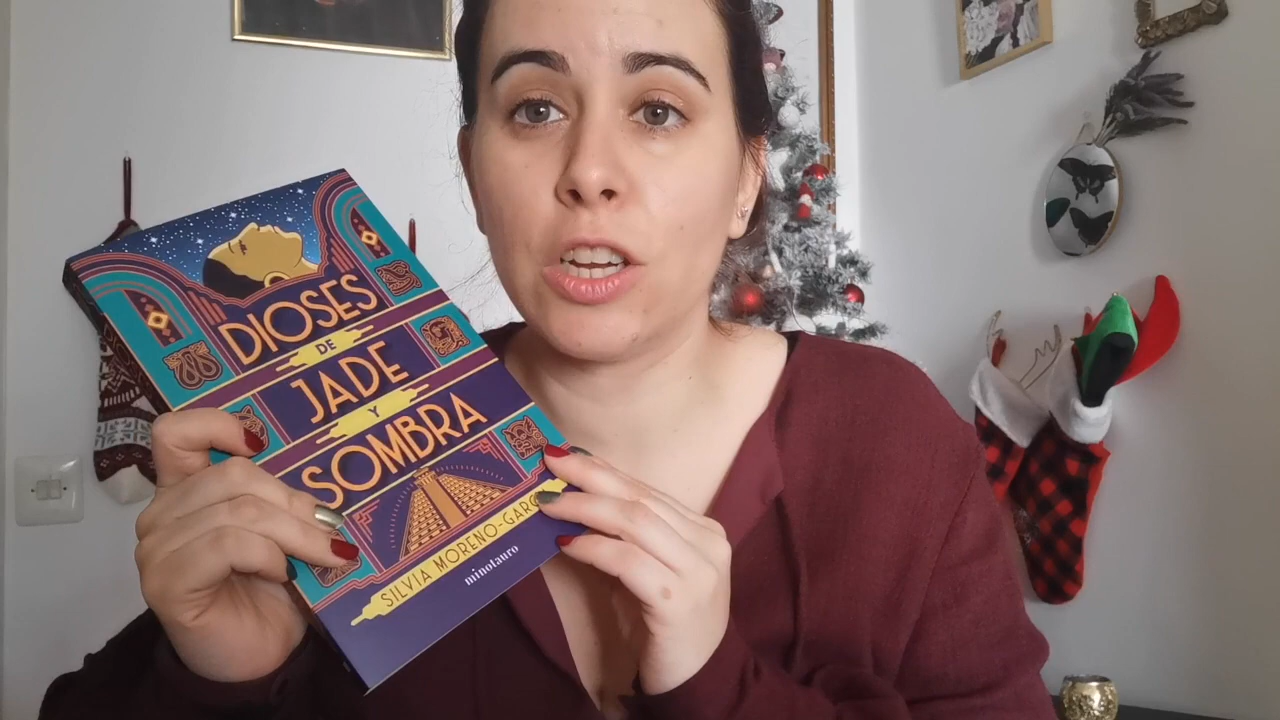 DIOSES
DE
JADE
Y
SOMBRA
SILVIA MORENO-GARC
minotauro